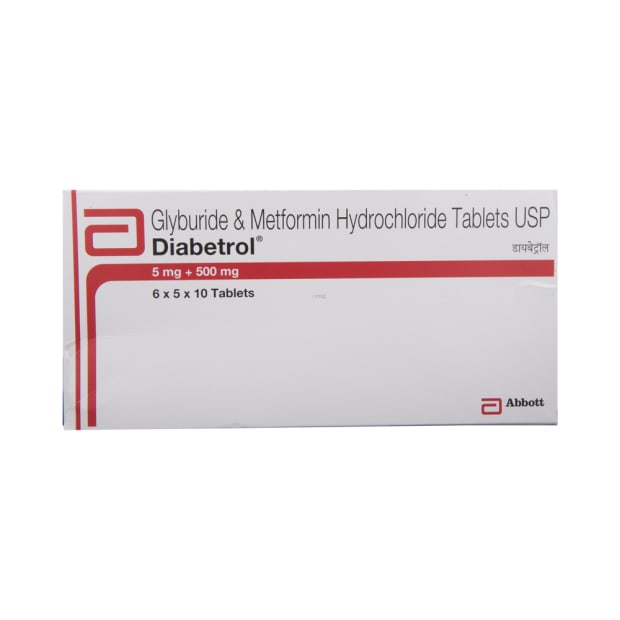 Glyburide & Metformin Hydrochloride Tablets USP
Diabetrol®
डायबेट्रॉल
5 mg + 500 mg
6 x 5 x 10 Tablets
Abbott